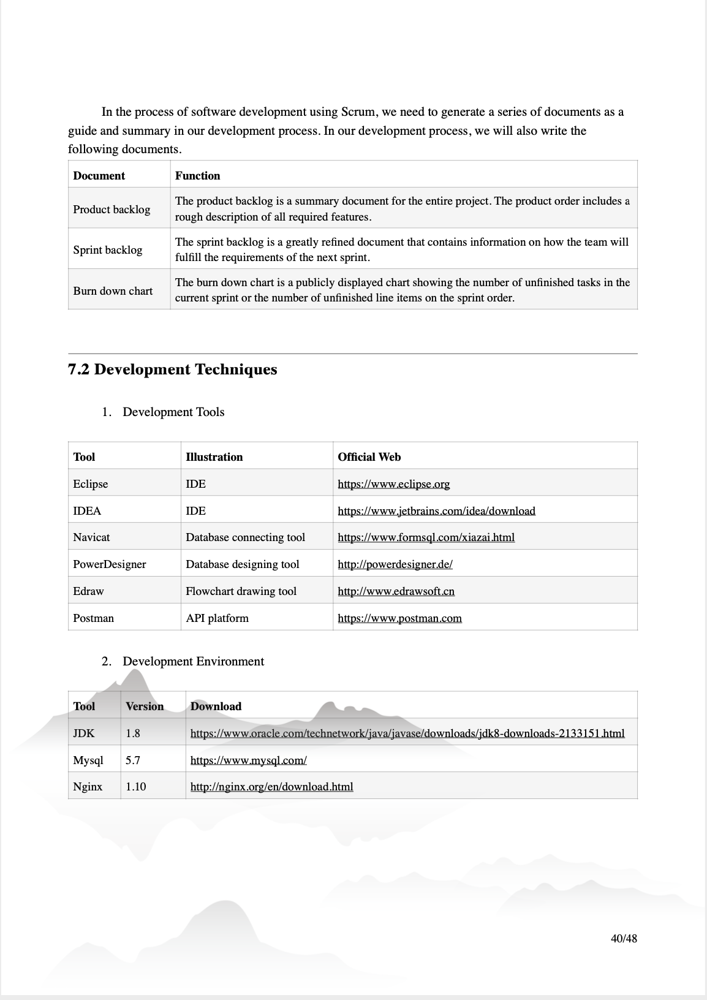 In the process of software development using Scrum, we need to generate a series of documents as a
guide and summary in our development process. In our development process, we will also write the
following documents.
Document Function
Product backlog The product backlog is a summary document for the entire project. The product order includes a
rough description of all required features.
Sprint backlog The sprint backlog is a greatly refined document that contains information on how the team will
fulfill the requirements of the next sprint.
Burn down chart The burn down chart is a publicly displayed chart showing the number of unfinished tasks in the
current sprint or the number of unfinished line items on the sprint order.
7.2 Development Techniques
1. Development Tools
Tool Illustration Official Web
Eclipse IDE https://www.eclipse.org
IDEA IDE https://www.jetbrains.com/idea/download
Navicat Database connecting tool https://www.formsql.com/xiazai.html
PowerDesigner Database designing tool http://powerdesigner.de/
Edraw Flowchart drawing tool http://www.edrawsoft.cn
Postman API platform https://www.postman.com
2. Development Environment
Tool Version Download
JDK 1.8 https://www.oracle.com/technetwork/java/javase/downloads/jdk8-downloads-2133151.html
Mysql 5.7 https://www.mysql.com/
Nginx 1.10 http://nginx.org/en/download.html
40/48